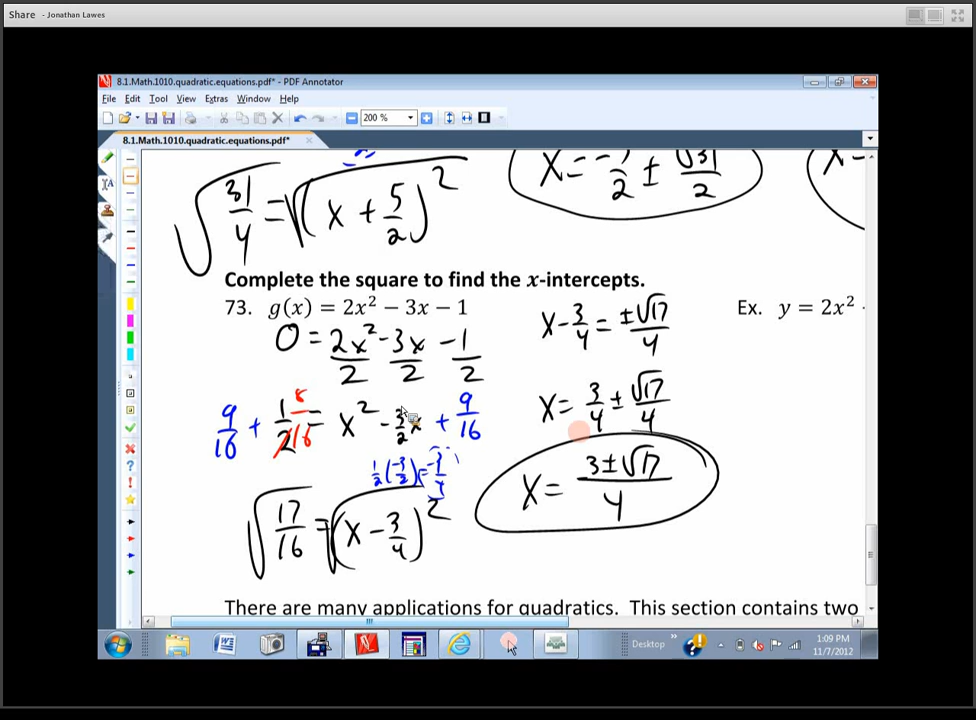 Share - Jonathan Lawes
8.1.Math.1010.quadratic.equations.pdf* - PDF Annotator
File Edit Tool View Extras Window Help
200 %
8.1.Math.1010.quadratic.equations.pdf*
√31/4 = √(x + 5/2)²
± √31/2
Complete the square to find the x-intercepts.
73. g(x) = 2x² − 3x − 1
Ex. y = 2x²
0 = 2x²/2 - 3x/2 - 1/2
9/16 + 1/2 8/16 = x² - 3/2 x + 9/16
1/2 (-3/2) = -3/4
√17/16 = √(x - 3/4)²
x - 3/4 = ±√17/4
x = 3/4 ± √17/4
x = 3±√17/4
There are many applications for quadratics. This section contains two
Desktop
1:09 PM
11/7/2012